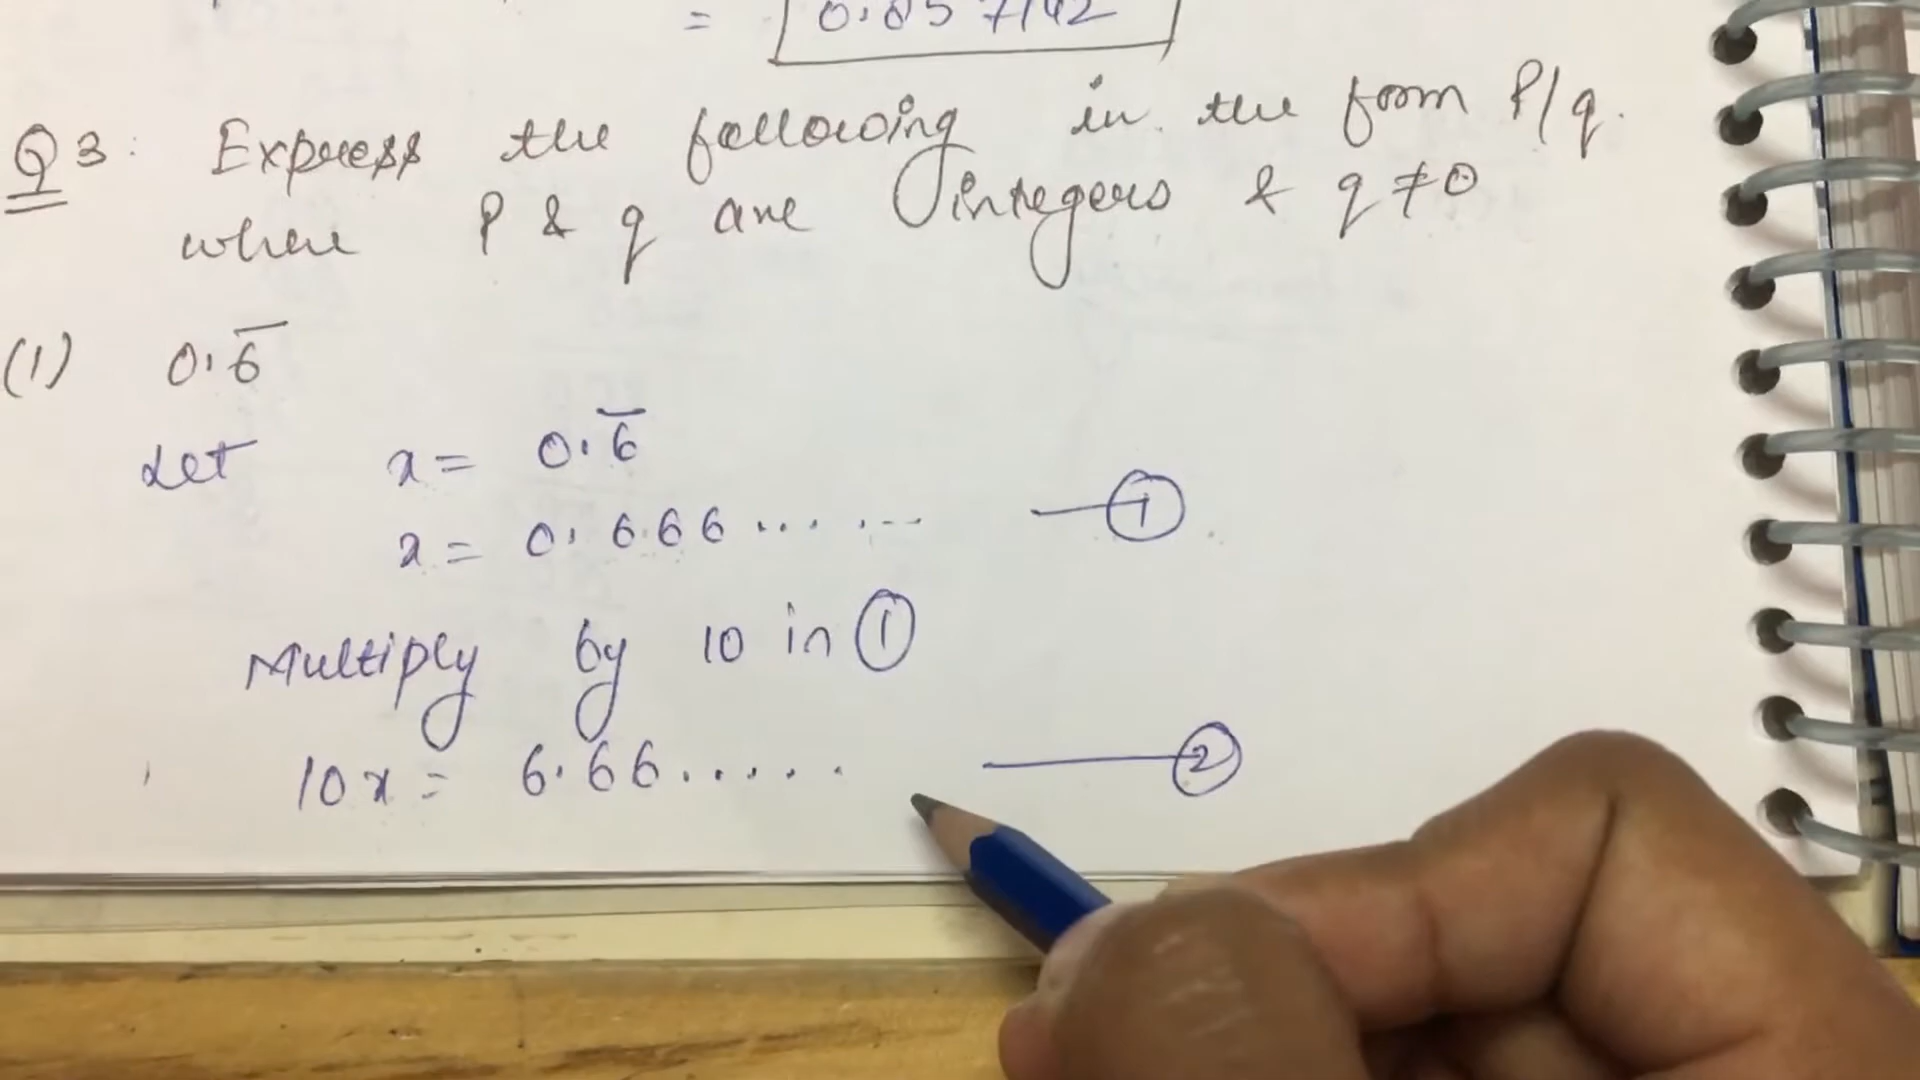 =
Q3: Express the following in the form P/q.
where P & q are integers & q ≠ 0
(1) 0.6̅
Let x = 0.6̅
x = 0.666...... —①
Multiply by 10 in ①
10x = 6.66...... —②